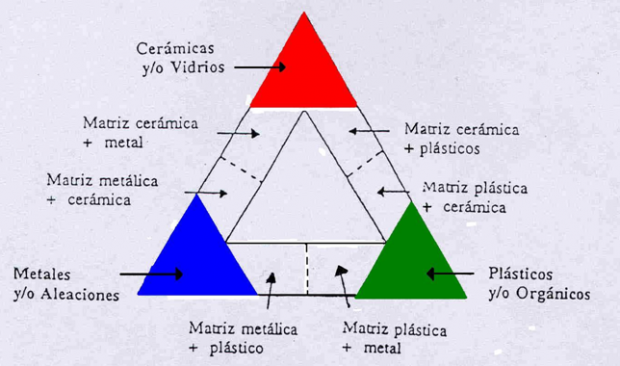 Cerámicas
y/o Vidrios
Matriz cerámica
+ metal
Matriz cerámica
+ plásticos
Matriz metálica
+ cerámica
Matriz plástica
+ cerámica
Metales
y/o Aleaciones
Plásticos
y/o Orgánicos
Matriz metálica
+ plástico
Matriz plástica
+ metal